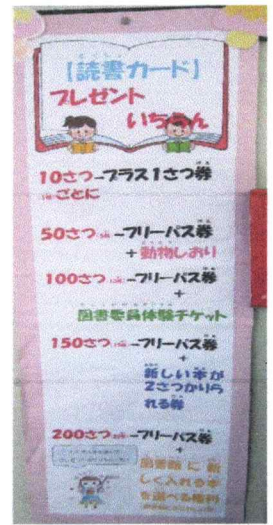 【読書カード】
プレゼント
いちらん
10さつ→プラス1さつ券
ごとに
50さつ→フリーパス券
+動物しおり
100さつ→フリーパス券
+
図書委員体験チケット
150さつ→フリーパス券
+
新しい本が
2さつかりら
れる券
200さつ→フリーパス券
+
図書館に新
しく入れる本
を選べる権利